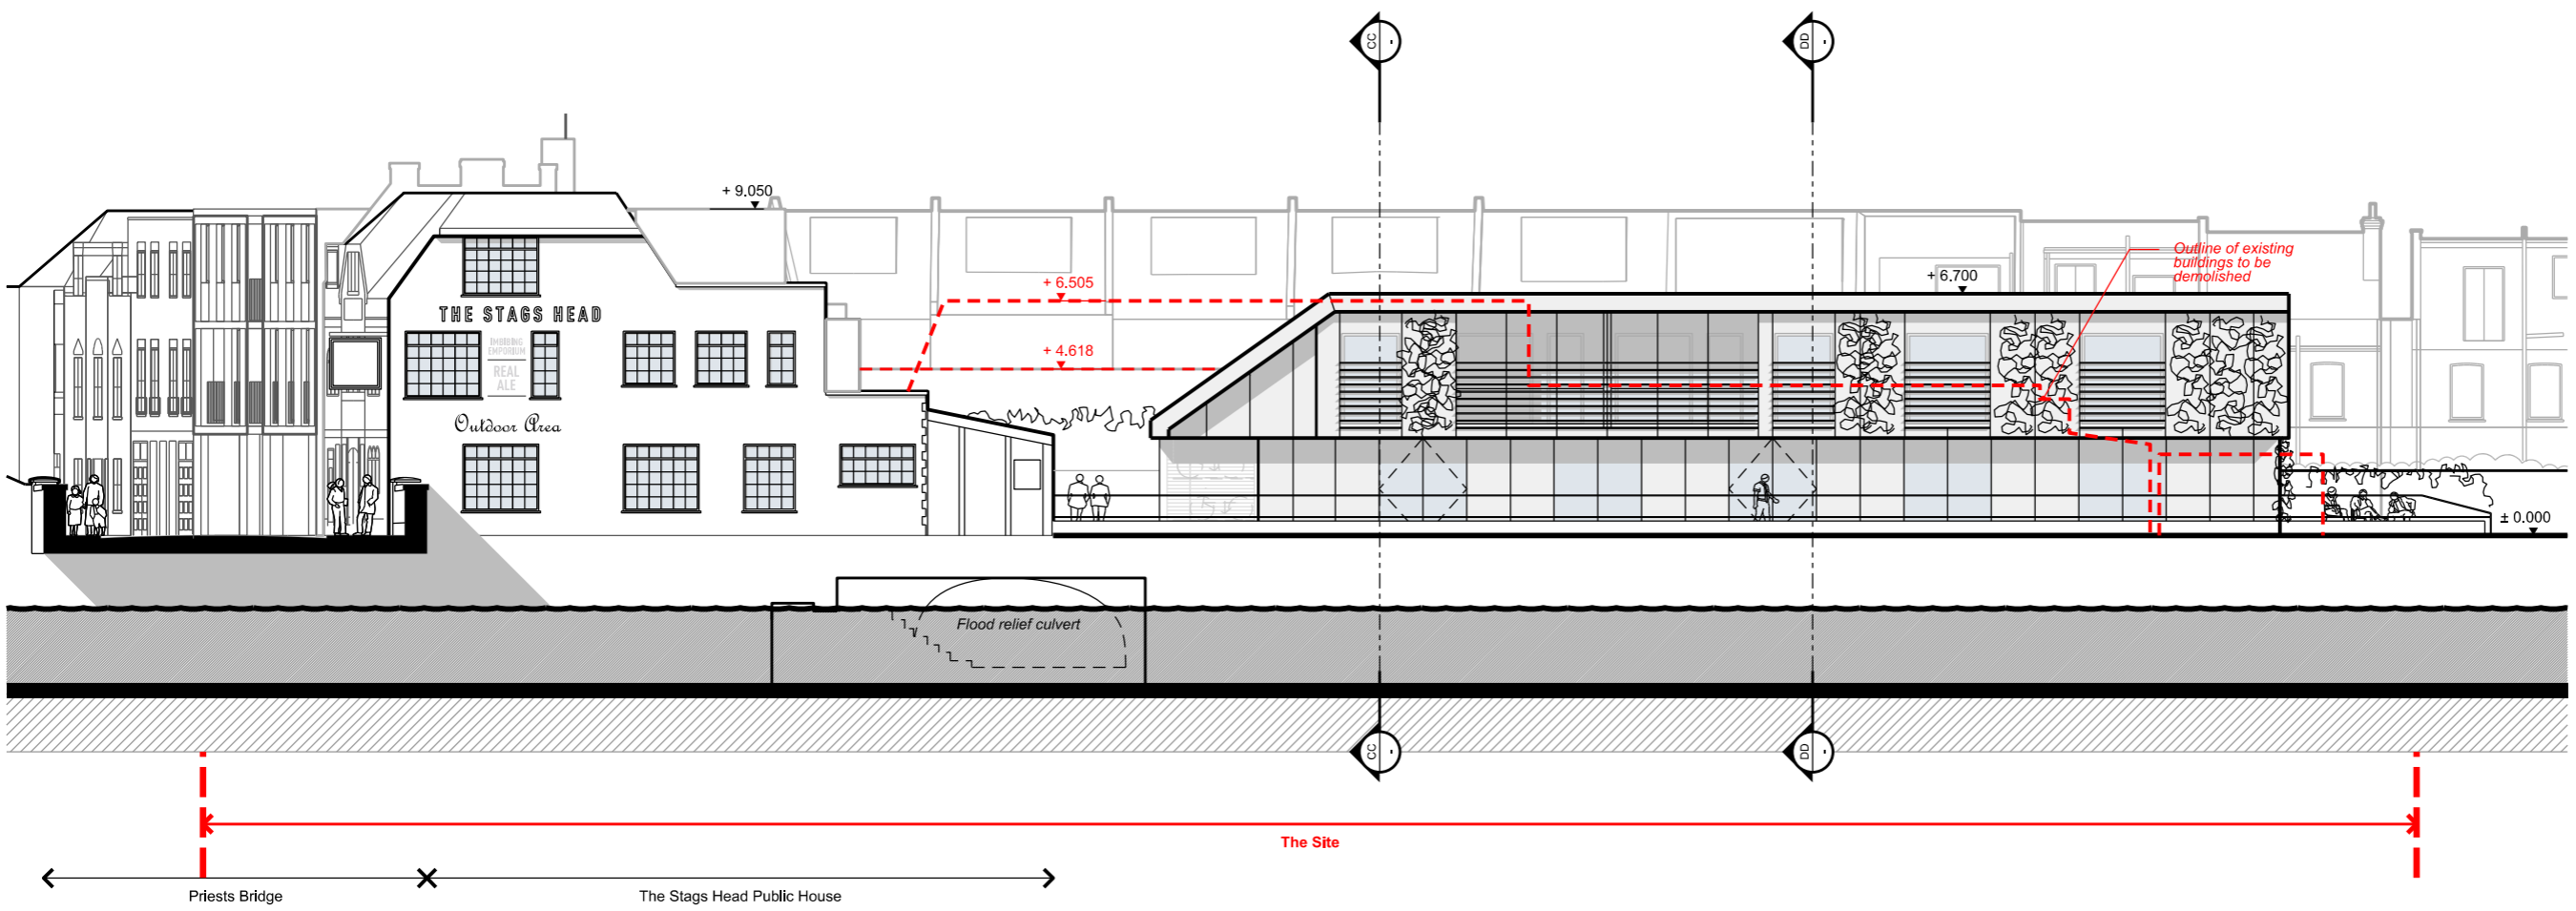 CC
-
DD
-
+ 9.050
+ 6.505
+ 4.618
+ 6.700
Outline of existing
buildings to be
demolished
THE STAGS HEAD
IMBIBING
EMPORIUM
REAL
ALE
Outdoor Area
± 0.000
Flood relief culvert
CC
-
DD
-
The Site
Priests Bridge
The Stags Head Public House